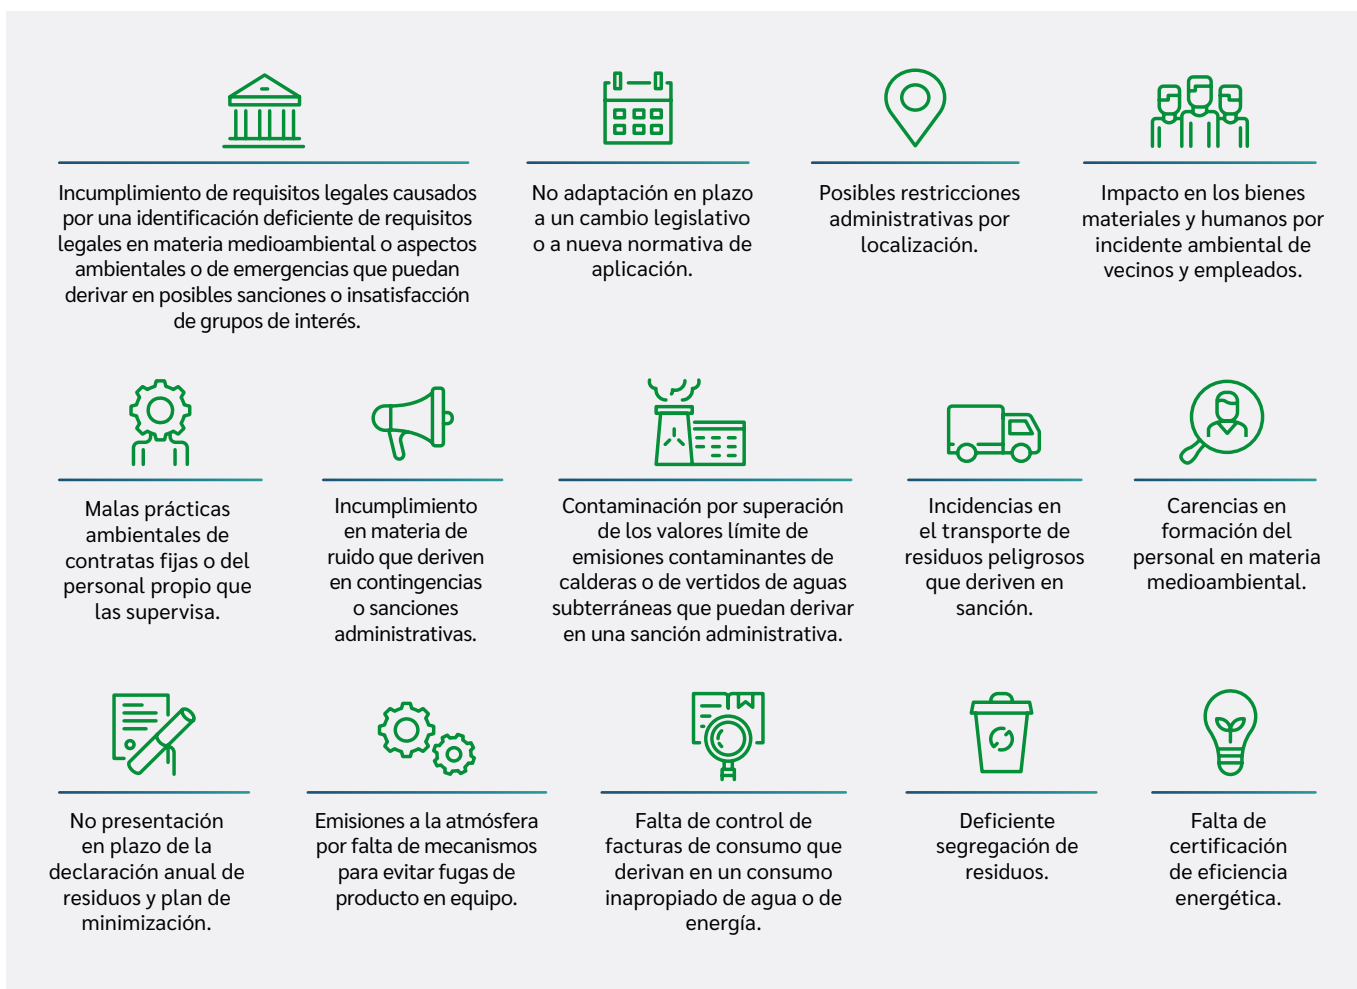 Incumplimiento de requisitos legales causados
por una identificación deficiente de requisitos
legales en materia medioambiental o aspectos
ambientales o de emergencias que puedan
derivar en posibles sanciones o insatisfacción
de grupos de interés.
No adaptación en plazo
a un cambio legislativo
o a nueva normativa de
aplicación.
Posibles restricciones
administrativas por
localización.
Impacto en los bienes
materiales y humanos por
incidente ambiental de
vecinos y empleados.
Malas prácticas
ambientales de
contratas fijas o del
personal propio que
las supervisa.
Incumplimiento
en materia de
ruido que deriven
en contingencias
o sanciones
administrativas.
Contaminación por superación
de los valores límite de
emisiones contaminantes de
calderas o de vertidos de aguas
subterráneas que puedan derivar
en una sanción administrativa.
Incidencias en
el transporte de
residuos peligrosos
que deriven en
sanción.
Carencias en
formación del
personal en materia
medioambiental.
No presentación
en plazo de la
declaración anual de
residuos y plan de
minimización.
Emisiones a la atmósfera
por falta de mecanismos
para evitar fugas de
producto en equipo.
Falta de control de
facturas de consumo que
derivan en un consumo
inapropiado de agua o de
energía.
Deficiente
segregación de
residuos.
Falta de
certificación
de eficiencia
energética.